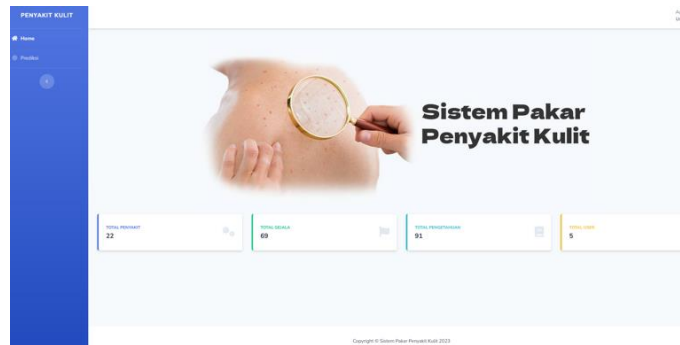 PENYAKIT KULIT
Home
Prediksi
Sistem Pakar
Penyakit Kulit
TOTAL PENYAKIT
22
TOTAL GEJALA
69
TOTAL PENGETAHUAN
91
TOTAL USER
5
Copyright © Sistem Pakar Penyakit Kulit 2023